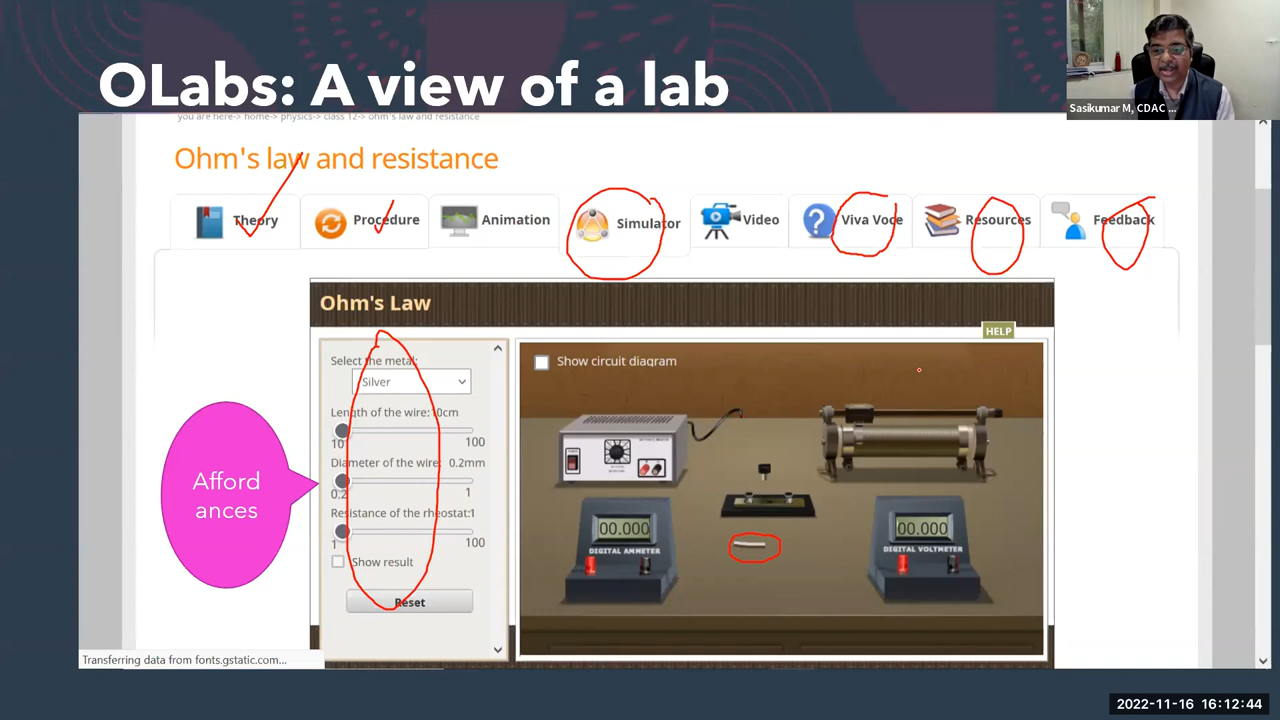 OLabs: A view of a lab
Sasikumar M, CDAC ...
you are here-> home-> physics-> class 12-> ohm's law and resistance
Ohm's law and resistance
Theory Procedure Animation Simulator Video Viva Voce Resources Feedback
Ohm's Law
HELP
Select the metal:
Silver
Show circuit diagram
Length of the wire:10cm
10 100
Diameter of the wire: 0.2mm
0.2 1
Resistance of the rheostat:1
1 100
Show result
Reset
Afford
ances
00.000
DIGITAL AMMETER
00.000
DIGITAL VOLTMETER
Transferring data from fonts.gstatic.com...
2022-11-16 16:12:44